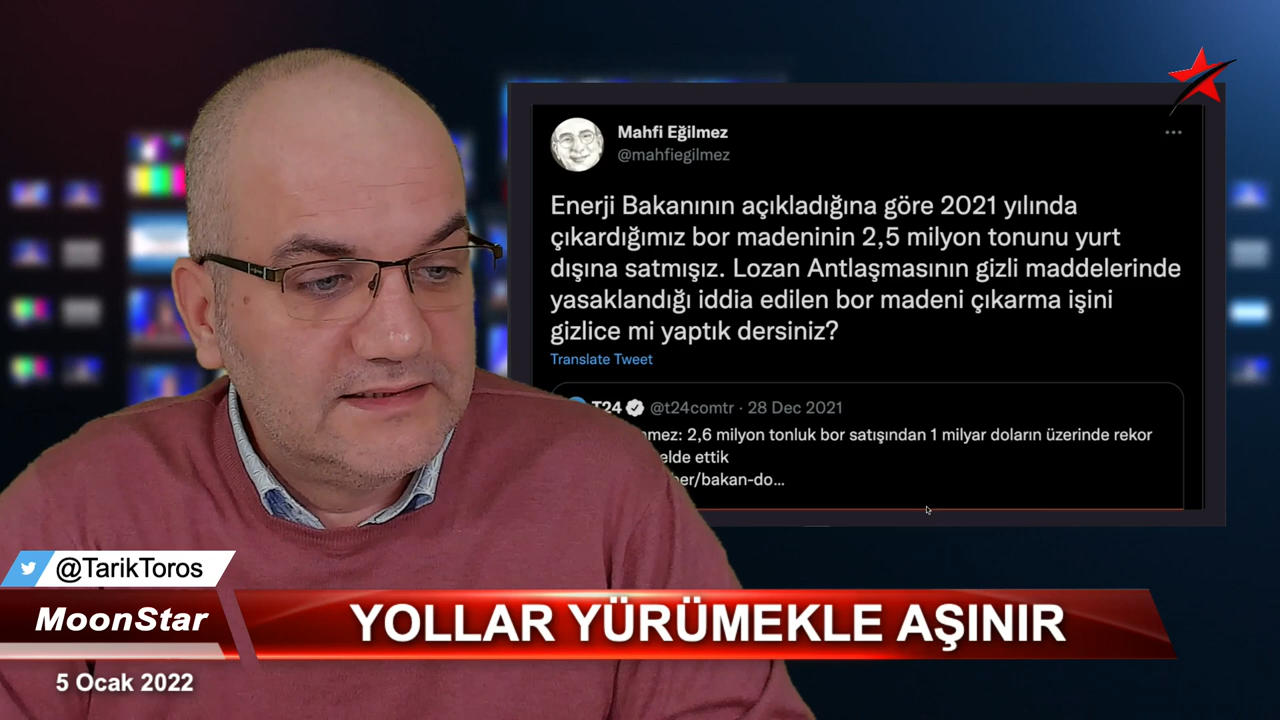 Mahfi Eğilmez
@mahfiegilmez
Enerji Bakanının açıkladığına göre 2021 yılında
çıkardığımız bor madeninin 2,5 milyon tonunu yurt
dışına satmışız. Lozan Antlaşmasının gizli maddelerinde
yasaklandığı iddia edilen bor madeni çıkarma işini
gizlice mi yaptık dersiniz?
Translate Tweet
T24 @t24comtr · 28 Dec 2021
2,6 milyon tonluk bor satışından 1 milyar doların üzerinde rekor
elde ettik
/bakan-do...
@TarikToros
MoonStar
YOLLAR YÜRÜMEKLE AŞINIR
5 Ocak 2022